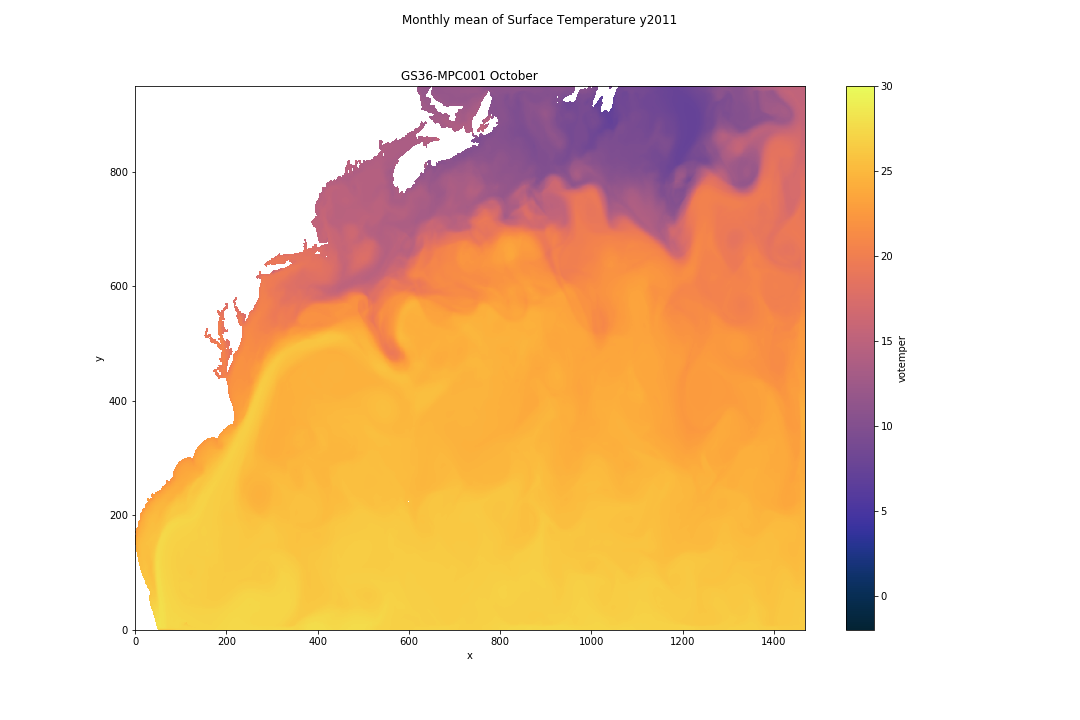 Monthly mean of Surface Temperature y2011
GS36-MPC001 October
30
25
20
15
10
5
0
votemper
800
600
400
200
0
y
0 200 400 600 800 1000 1200 1400
x